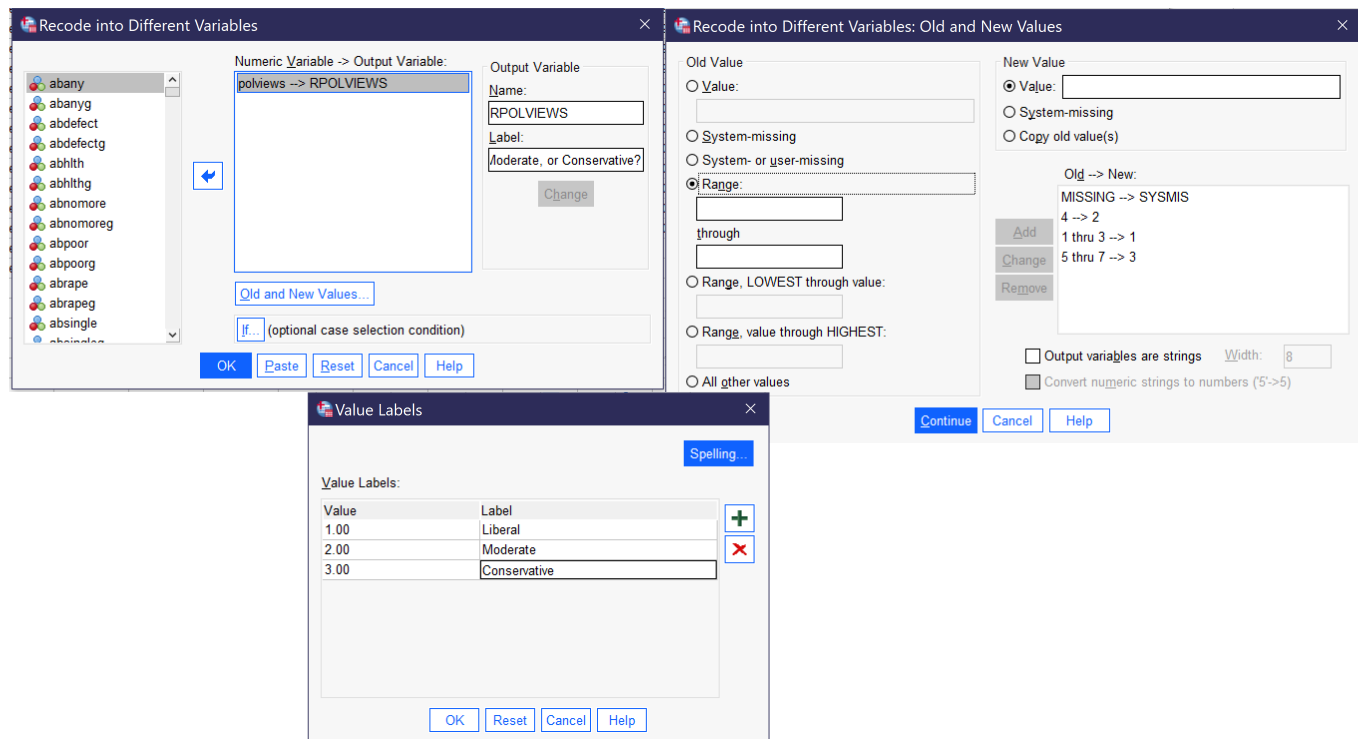 Recode into Different Variables
Numeric Variable -> Output Variable:
abany
abanyg
abdefect
abdefectg
abhlth
abhlthg
abnomore
abnomoreg
abpoor
abpoorg
abrape
abrapeg
absingle
polviews --> RPOLVIEWS
Output Variable
Name:
RPOLVIEWS
Label:
Moderate, or Conservative?
Change
Old and New Values...
If... (optional case selection condition)
OK Paste Reset Cancel Help
Recode into Different Variables: Old and New Values
Old Value
Value:
System-missing
System- or user-missing
Range:
through
Range, LOWEST through value:
Range, value through HIGHEST:
All other values
New Value
Value:
System-missing
Copy old value(s)
Old --> New:
MISSING --> SYSMIS
4 --> 2
1 thru 3 --> 1
5 thru 7 --> 3
Add
Change
Remove
Output variables are strings Width: 8
Convert numeric strings to numbers ('5'->5)
Continue Cancel Help
Value Labels
Spelling...
Value Labels:
Value Label
1.00 Liberal
2.00 Moderate
3.00 Conservative
OK Reset Cancel Help